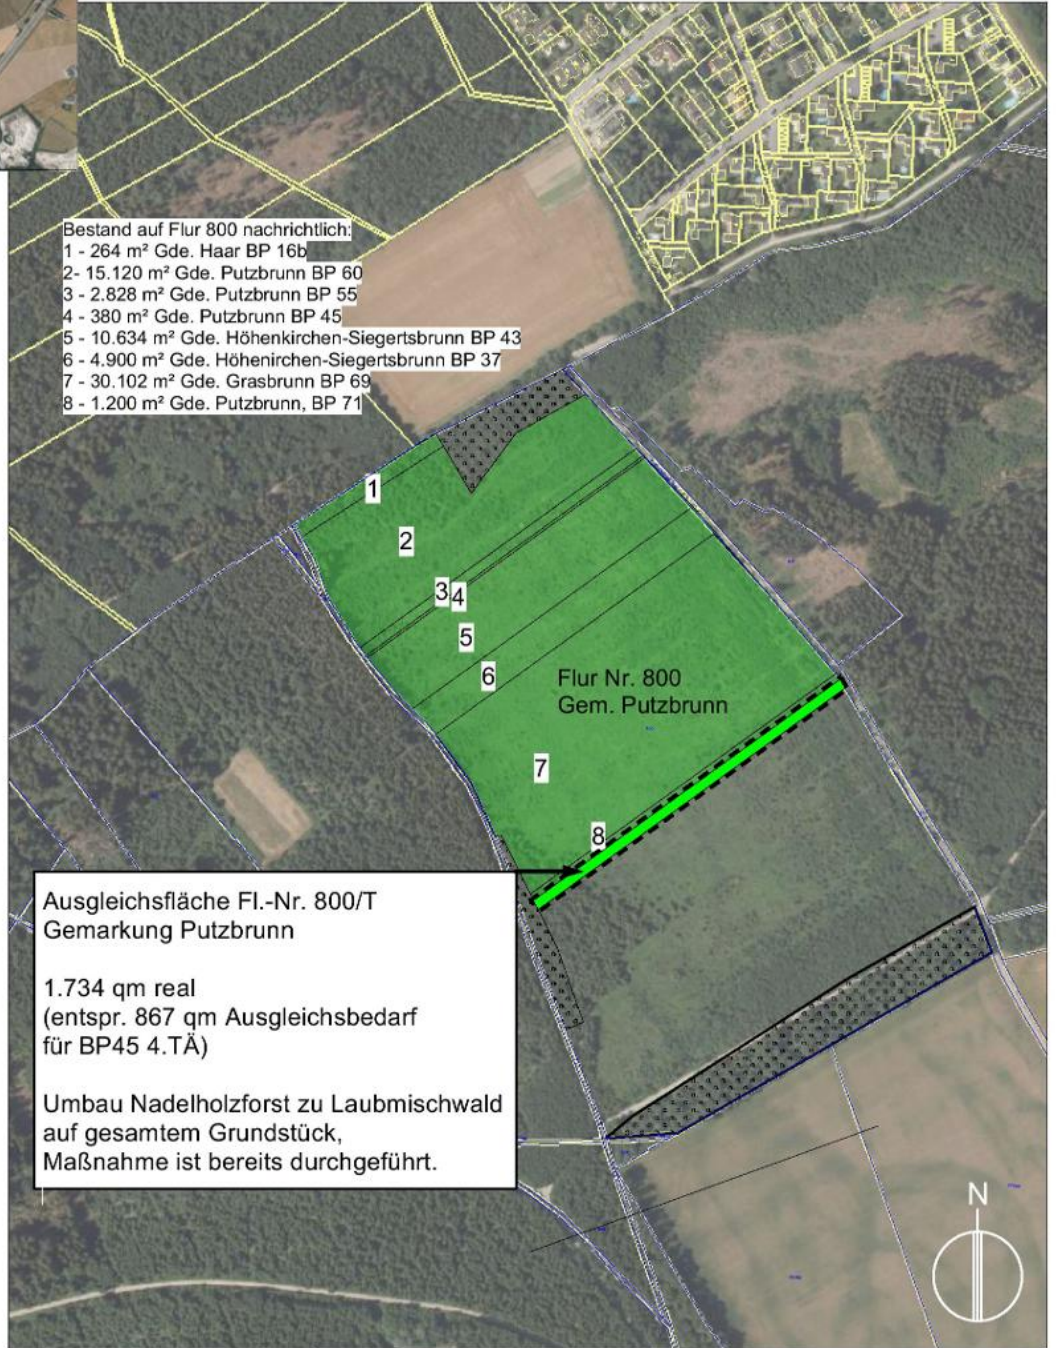 Bestand auf Flur 800 nachrichtlich:
1 - 264 m² Gde. Haar BP 16b
2- 15.120 m² Gde. Putzbrunn BP 60
3 - 2.828 m² Gde. Putzbrunn BP 55
4 - 380 m² Gde. Putzbrunn BP 45
5 - 10.634 m² Gde. Höhenkirchen-Siegertsbrunn BP 43
6 - 4.900 m² Gde. Höhenirchen-Siegertsbrunn BP 37
7 - 30.102 m² Gde. Grasbrunn BP 69
8 - 1.200 m² Gde. Putzbrunn, BP 71
1
2
3
4
5
6
Flur Nr. 800
Gem. Putzbrunn
7
8
Ausgleichsfläche Fl.-Nr. 800/T
Gemarkung Putzbrunn
1.734 qm real
(entspr. 867 qm Ausgleichsbedarf
für BP45 4.TÄ)
Umbau Nadelholzforst zu Laubmischwald
auf gesamtem Grundstück,
Maßnahme ist bereits durchgeführt.
N